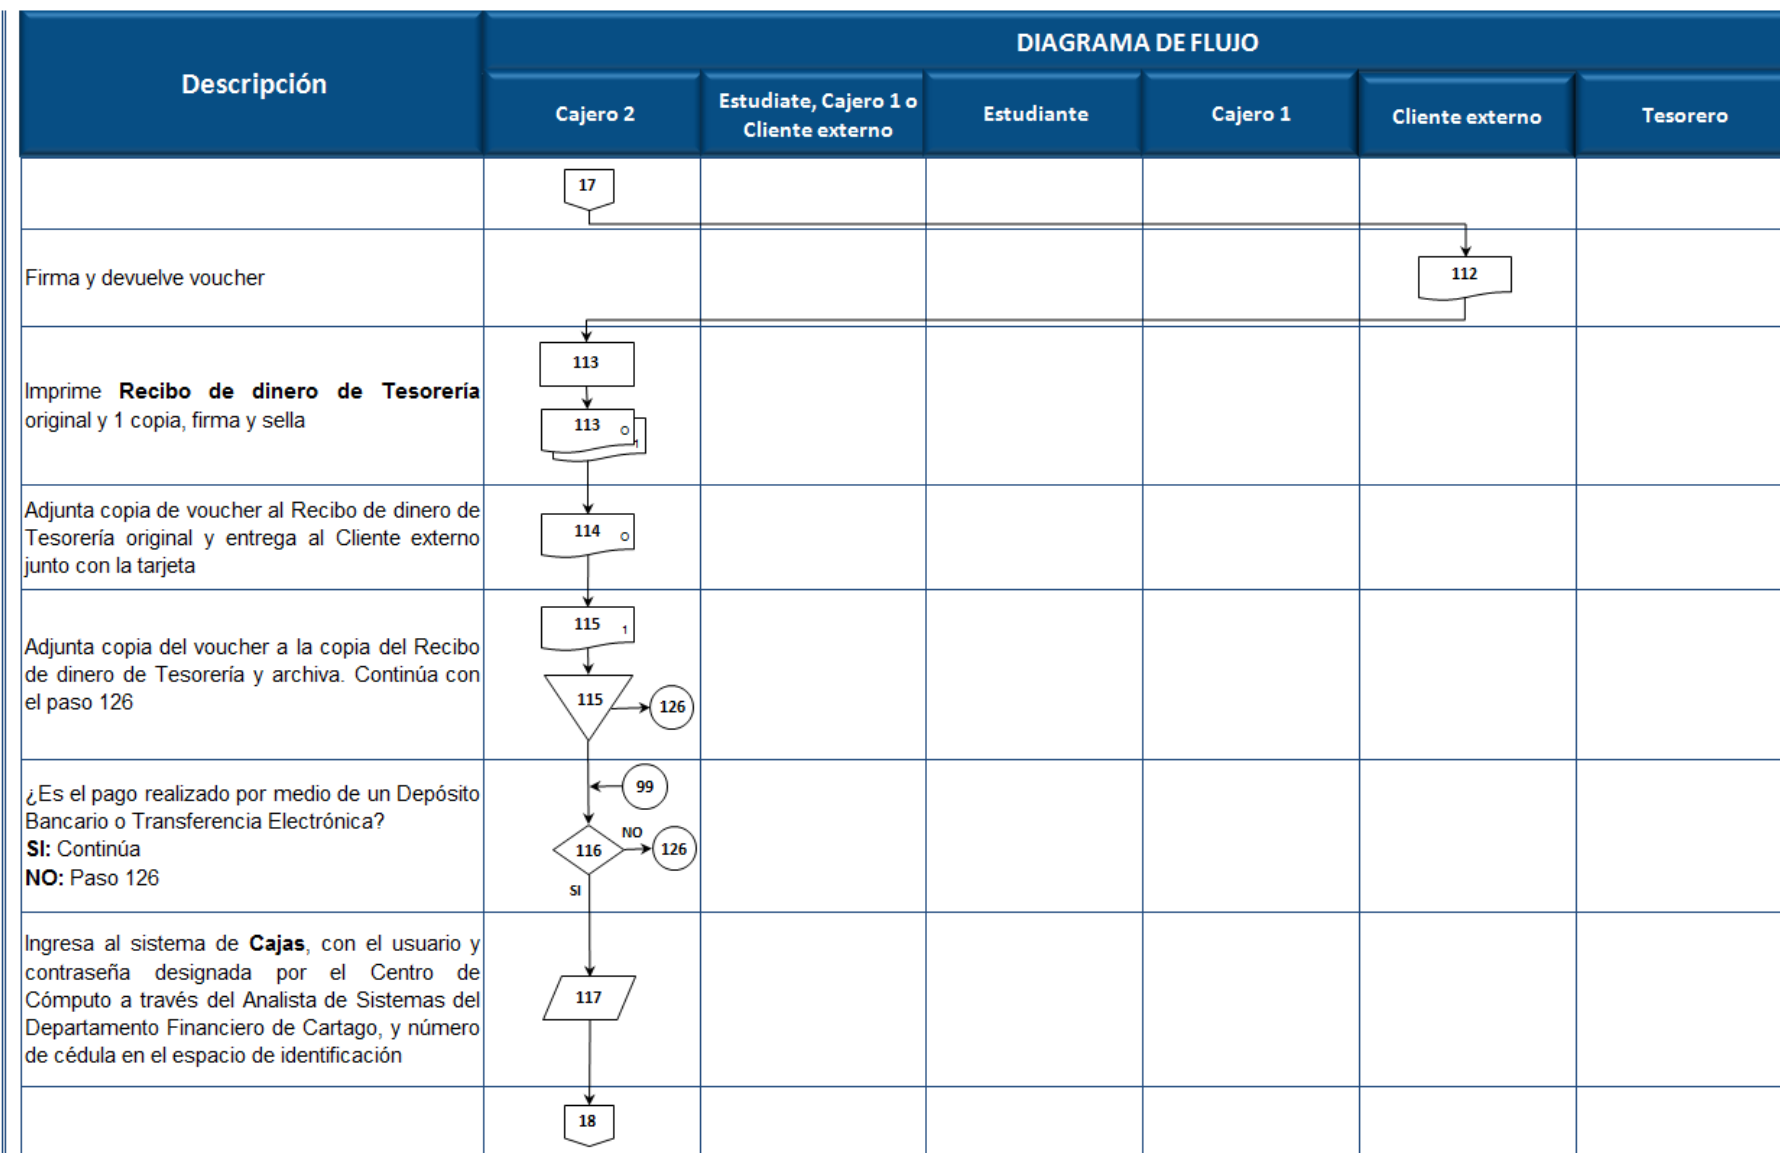 DIAGRAMA DE FLUJO
Descripción
Cajero 2
Estudiate, Cajero 1 o
Cliente externo
Estudiante
Cajero 1
Cliente externo
Tesorero
17
Firma y devuelve voucher
112
Imprime Recibo de dinero de Tesorería
original y 1 copia, firma y sella
113
113 O
1
Adjunta copia de voucher al Recibo de dinero de
Tesorería original y entrega al Cliente externo
junto con la tarjeta
114 O
Adjunta copia del voucher a la copia del Recibo
de dinero de Tesorería y archiva. Continúa con
el paso 126
115 1
115
126
¿Es el pago realizado por medio de un Depósito
Bancario o Transferencia Electrónica?
SI: Continúa
NO: Paso 126
99
116
NO
126
SI
Ingresa al sistema de Cajas, con el usuario y
contraseña designada por el Centro de
Cómputo a través del Analista de Sistemas del
Departamento Financiero de Cartago, y número
de cédula en el espacio de identificación
117
18